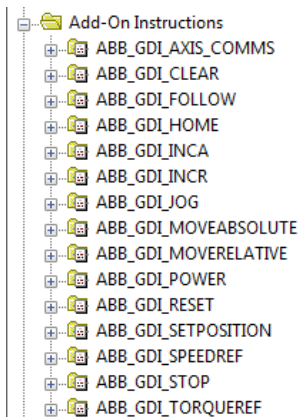 Add-On Instructions
ABB_GDI_AXIS_COMMS
ABB_GDI_CLEAR
ABB_GDI_FOLLOW
ABB_GDI_HOME
ABB_GDI_INCA
ABB_GDI_INCR
ABB_GDI_JOG
ABB_GDI_MOVEABSOLUTE
ABB_GDI_MOVERELATIVE
ABB_GDI_POWER
ABB_GDI_RESET
ABB_GDI_SETPOSITION
ABB_GDI_SPEEDREF
ABB_GDI_STOP
ABB_GDI_TORQUEREF